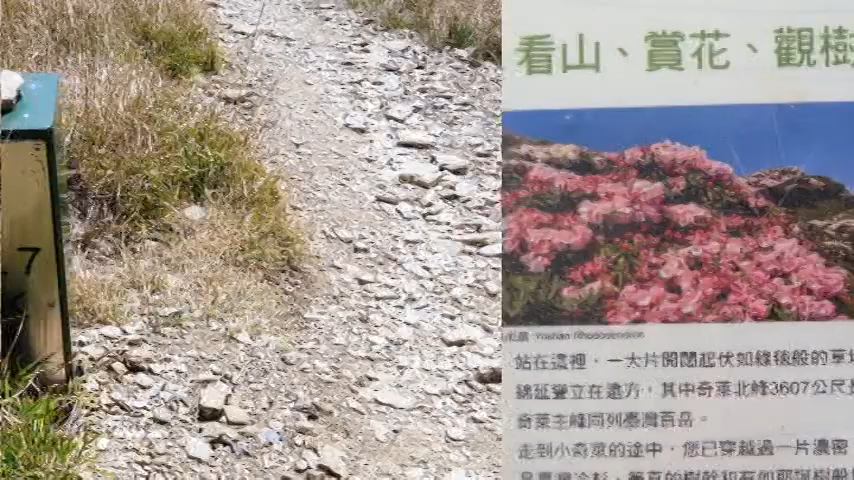 7
看山、賞花、觀樹
Yushan Rhododendron
站在這裡,一大片開闊起伏如綠毯般的草
綿延聳立在遠方,其中奇萊北峰3607公尺
奇萊主峰同列臺灣百岳。
走到小奇萊的途中,您已穿越過一片濃密